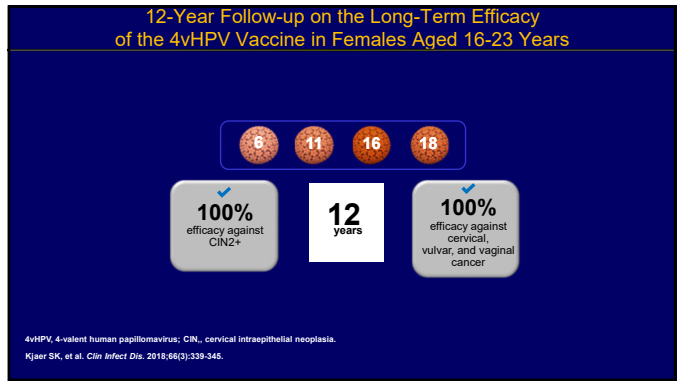 12-Year Follow-up on the Long-Term Efficacy
of the 4vHPV Vaccine in Females Aged 16-23 Years
6 11 16 18
100%
efficacy against
CIN2+
12
years
100%
efficacy against
cervical,
vulvar, and vaginal
cancer
4vHPV, 4-valent human papillomavirus; CIN,, cervical intraepithelial neoplasia.
Kjaer SK, et al. Clin Infect Dis. 2018;66(3):339-345.